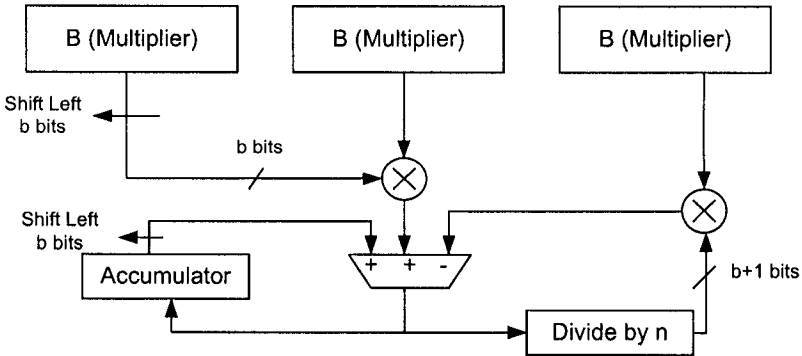 B (Multiplier)
B (Multiplier)
B (Multiplier)
Shift Left
b bits
b bits
Shift Left
b bits
+ + -
Accumulator
b+1 bits
Divide by n